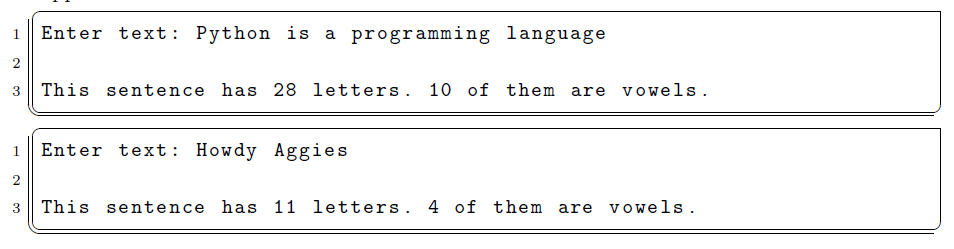 1 Enter text: Python is a programming language
2
3 This sentence has 28 letters. 10 of them are vowels.
1 Enter text: Howdy Aggies
2
3 This sentence has 11 letters. 4 of them are vowels.